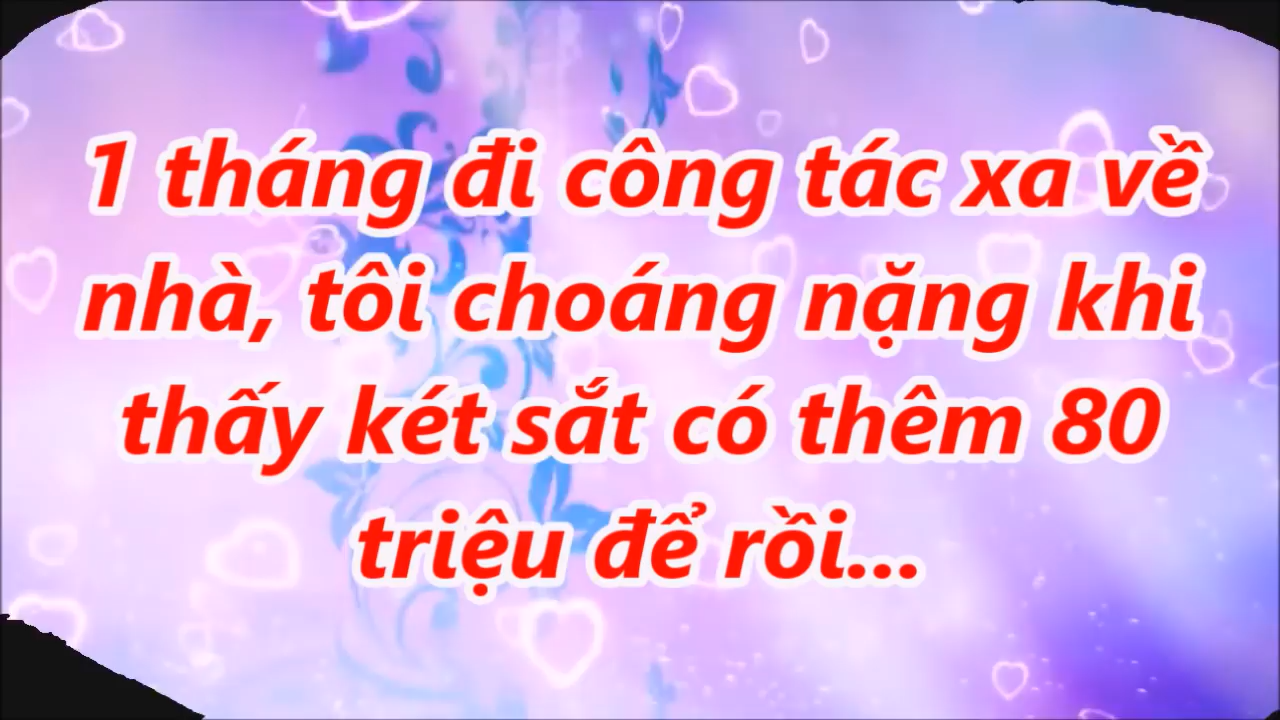 1 tháng đi công tác xa về
nhà, tôi choáng nặng khi
thấy két sắt có thêm 80
triệu để rồi...